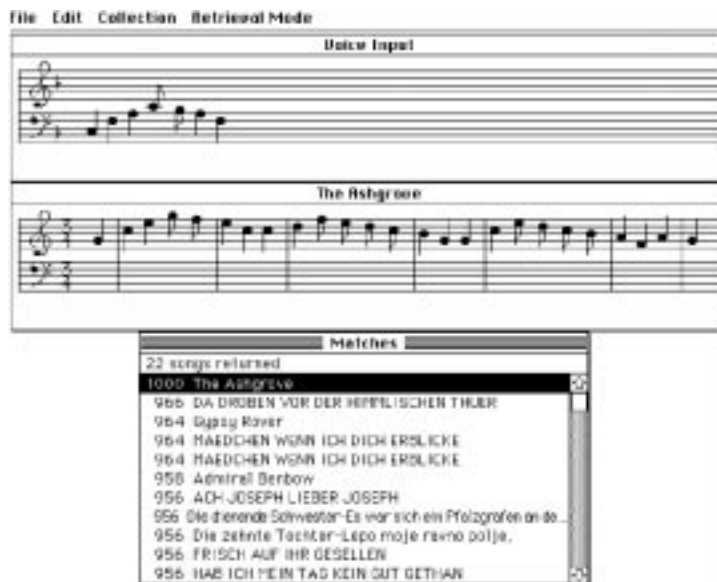 File Edit Collection Retrieval Mode
Voice Input
The Ashgrove
Matches
22 songs returned
1000 The Ashgrove
966 DA DROBEN VOR DER HIMMLISCHEN THUER
964 Gypsy Rover
964 MAEDCHEN WENN ICH DICH ERBLICKE
964 MAEDCHEN WENN ICH DICH ERBLICKE
958 Admiral Benbow
956 ACH JOSEPH LIEBER JOSEPH
956 Die dienende Schwester-Es war sich ein Pfalzgrafen an de...
956 Die zehnte Tochter-Lepo moje ravno polje,
956 FRISCH AUF IHR GESELLEN
956 HAB ICH MEIN TAG KEIN GUT GETHAN